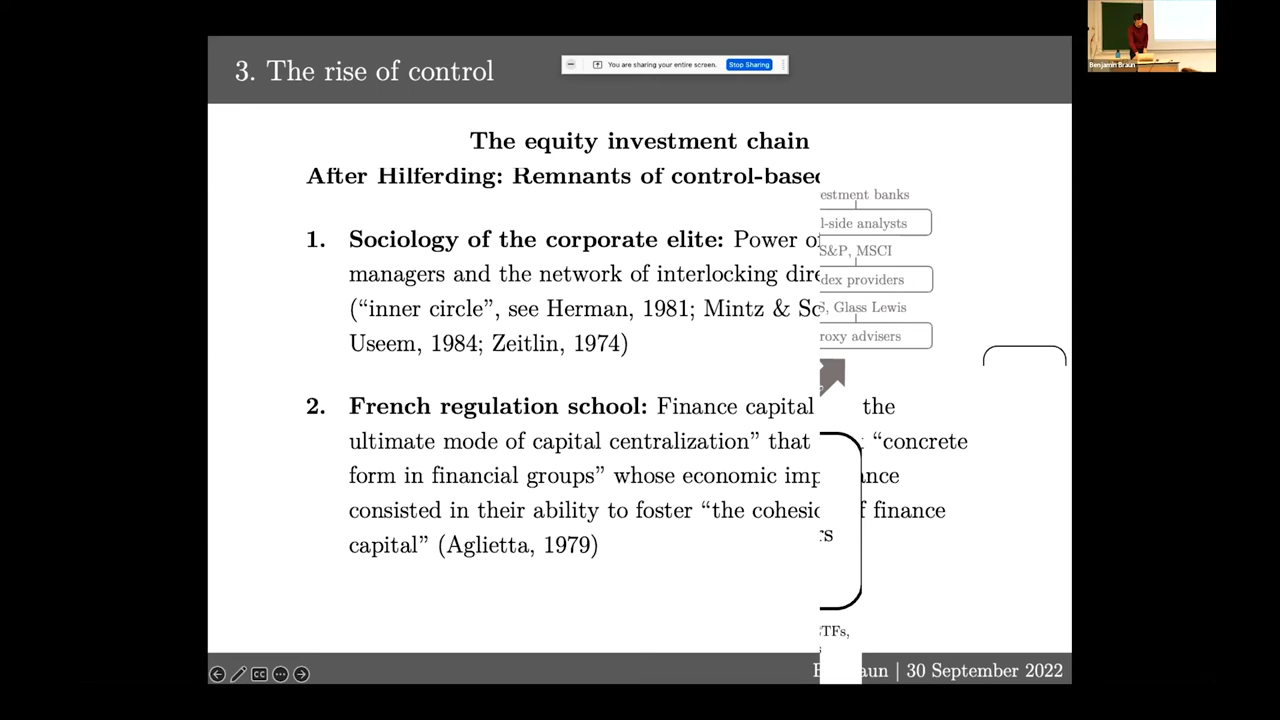 3. The rise of control
You are sharing your entire screen.
Stop Sharing
Benjamin Braun
The equity investment chain
After Hilferding: Remnants of control-based
1. Sociology of the corporate elite: Power of
managers and the network of interlocking dire
(“inner circle”, see Herman, 1981; Mintz & Sc
Useem, 1984; Zeitlin, 1974)
2. French regulation school: Finance capital the
ultimate mode of capital centralization” that “concrete
form in financial groups” whose economic imp ance
consisted in their ability to foster “the cohesio f finance
capital” (Aglietta, 1979)
estment banks
l-side analysts
S&P, MSCI
dex providers
S, Glass Lewis
roxy advisers
rs
TFs,
CC
B aun | 30 September 2022